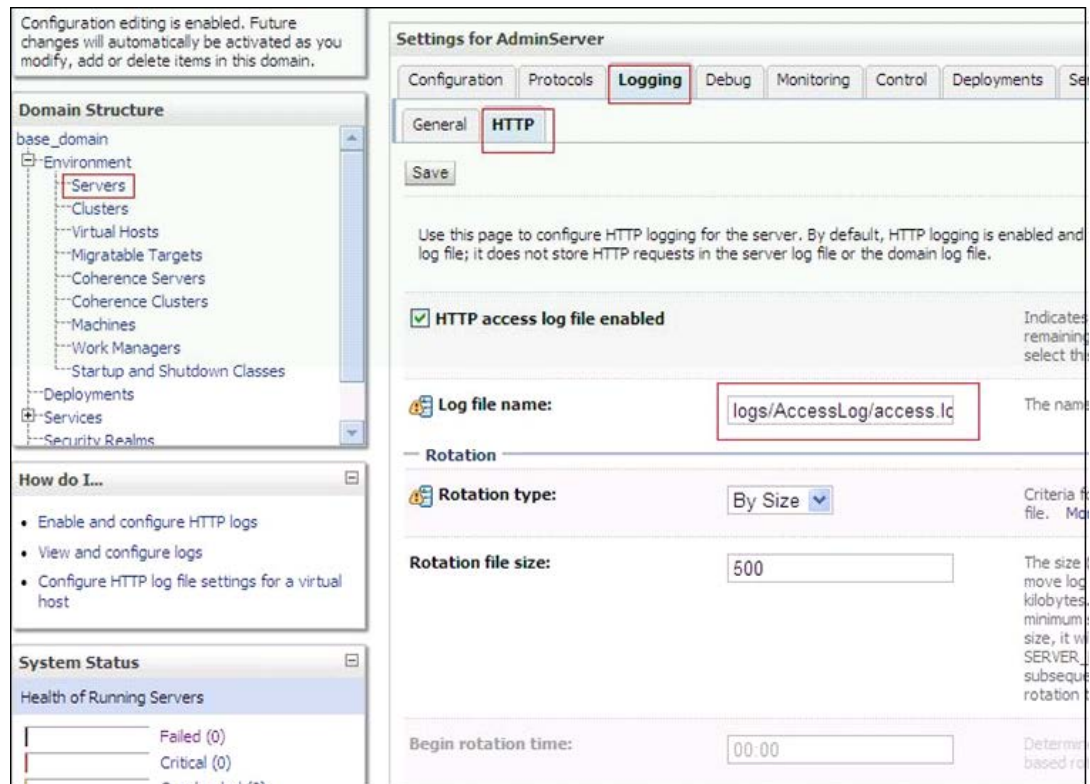 Configuration editing is enabled. Future
changes will automatically be activated as you
modify, add or delete items in this domain.
Domain Structure
base_domain
Environment
Servers
Clusters
Virtual Hosts
Migratable Targets
Coherence Servers
Coherence Clusters
Machines
Work Managers
Startup and Shutdown Classes
Deployments
Services
Security Realms
How do I...
Enable and configure HTTP logs
View and configure logs
Configure HTTP log file settings for a virtual
host
System Status
Health of Running Servers
Failed (0)
Critical (0)
Settings for AdminServer
Configuration Protocols Logging Debug Monitoring Control Deployments Se
General HTTP
Save
Use this page to configure HTTP logging for the server. By default, HTTP logging is enabled and
log file; it does not store HTTP requests in the server log file or the domain log file.
HTTP access log file enabled
Indicates
remaining
select
Log file name:
logs/AccessLog/access.lo
The name
Rotation
Rotation type:
By Size
Criteria
file.
Rotation file size:
500
The size
move log
kilobytes.
minimum
size, it
SERVER_
subseque
rotation
Begin rotation time:
00:00
based